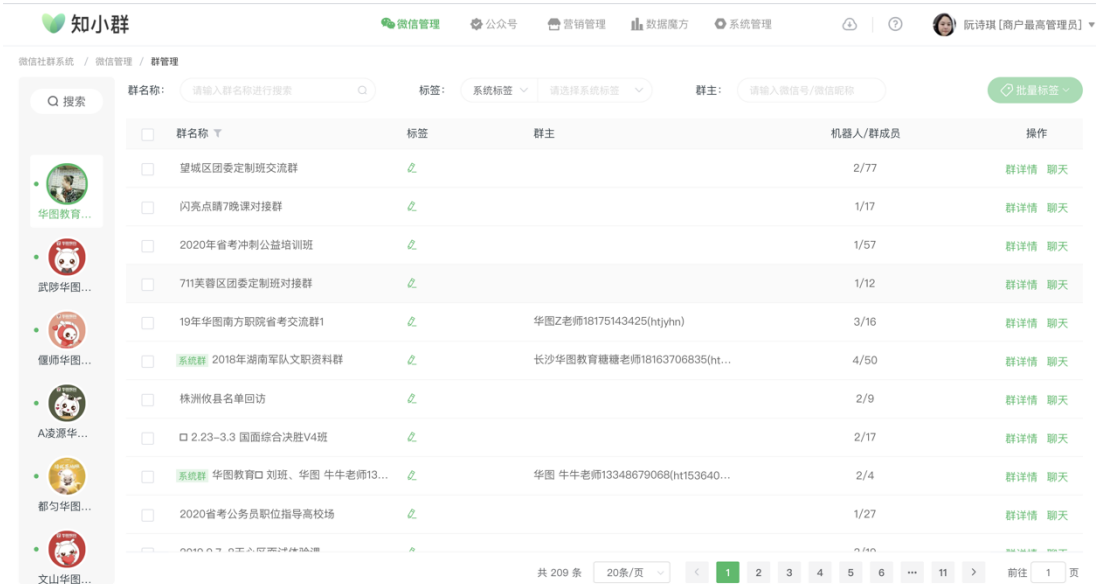 知小群 微信管理 公众号 营销管理 数据魔方 系统管理 阮诗琪 [商户最高管理员]
微信社群系统 / 微信管理 / 群管理
搜索 群名称: 请输入群名称进行搜索 标签: 系统标签 请选择系统标签 群主: 请输入微信号/微信昵称 批量标签
群名称 标签 群主 机器人/群成员 操作
望城区团委定制班交流群 2/77 群详情 聊天
华图教育...
闪亮点睛7晚课对接群 1/17 群详情 聊天
2020年省考冲刺公益培训班 1/57 群详情 聊天
武陟华图...
711芙蓉区团委定制班对接群 1/12 群详情 聊天
19年华图南方职院省考交流群1 华图Z老师18175143425(htjyhn) 3/16 群详情 聊天
偃师华图...
系统群 2018年湖南军队文职资料群 长沙华图教育糖糖老师18163706835(ht... 4/50 群详情 聊天
株洲攸县名单回访 2/9 群详情 聊天
A凌源华...
口 2.23-3.3 国面综合决胜V4班 2/17 群详情 聊天
系统群 华图教育口 刘班、华图 牛牛老师13... 华图 牛牛老师13348679068(ht153640... 2/4 群详情 聊天
都匀华图...
2020省考公务员职位指导高校场 1/27 群详情 聊天
文山华图...
共 209 条 20条/页 < 1 2 3 4 5 6 ... 11 > 前往 1 页